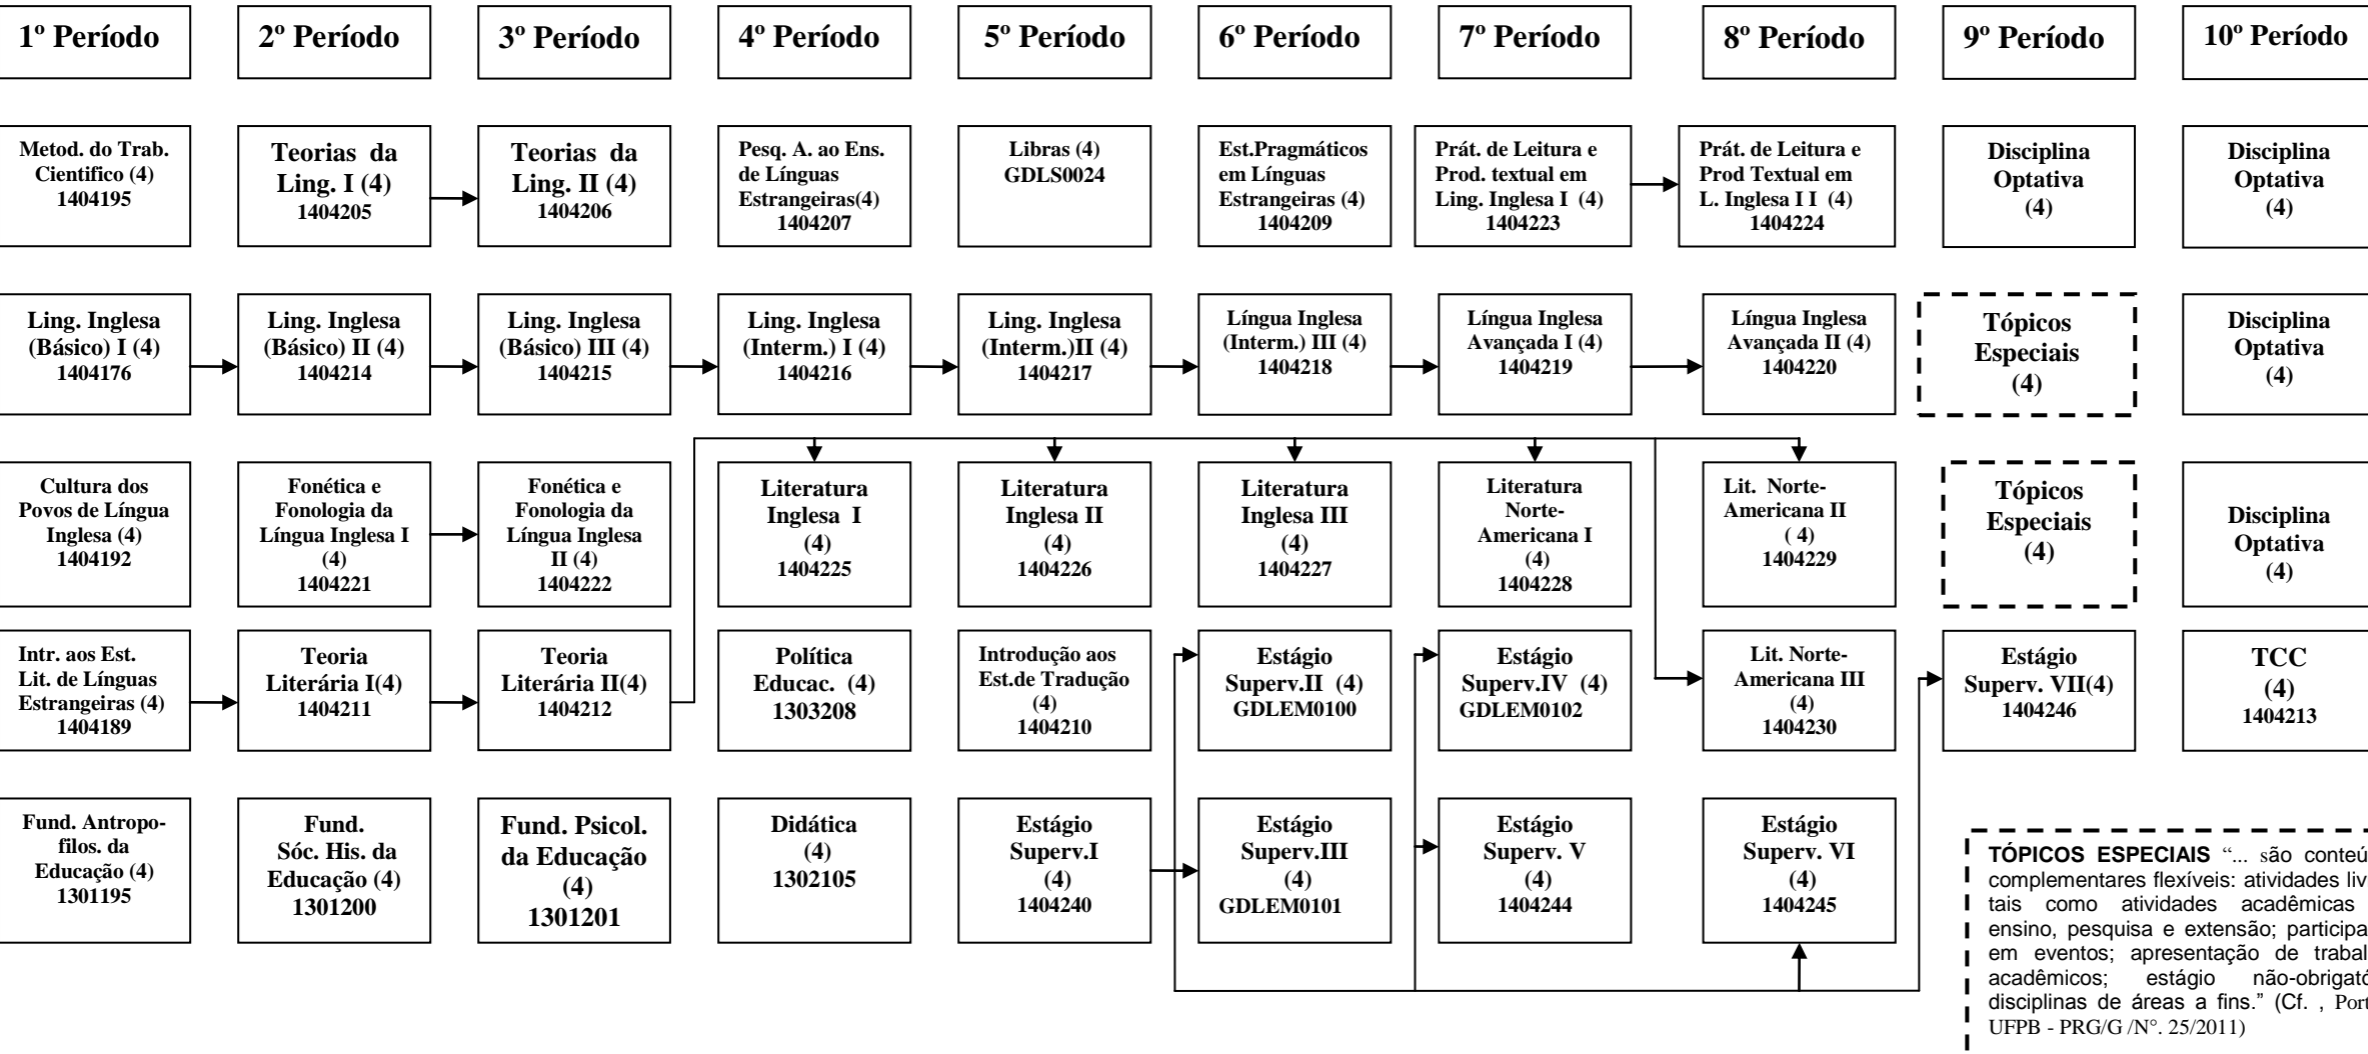 1º Período
2º Período
3º Período
4º Período
5º Período
6º Período
7º Período
8º Período
9º Período
10º Período
Metod. do Trab.
Cientifico (4)
1404195
Teorias da
Ling. I (4)
1404205
Teorias da
Ling. II (4)
1404206
Pesq. A. ao Ens.
de Línguas
Estrangeiras(4)
1404207
Libras (4)
GDLS0024
Est.Pragmáticos
em Línguas
Estrangeiras (4)
1404209
Prát. de Leitura e
Prod. textual em
Ling. Inglesa I (4)
1404223
Prát. de Leitura e
Prod Textual em
L. Inglesa I I (4)
1404224
Disciplina
Optativa
(4)
Disciplina
Optativa
(4)
Ling. Inglesa
(Básico) I (4)
1404176
Ling. Inglesa
(Básico) II (4)
1404214
Ling. Inglesa
(Básico) III (4)
1404215
Ling. Inglesa
(Interm.) I (4)
1404216
Ling. Inglesa
(Interm.)II (4)
1404217
Língua Inglesa
(Interm.) III (4)
1404218
Língua Inglesa
Avançada I (4)
1404219
Língua Inglesa
Avançada II (4)
1404220
Tópicos
Especiais
(4)
Disciplina
Optativa
(4)
Cultura dos
Povos de Língua
Inglesa (4)
1404192
Fonética e
Fonologia da
Língua Inglesa I
(4)
1404221
Fonética e
Fonologia da
Língua Inglesa
II (4)
1404222
Literatura
Inglesa I
(4)
1404225
Literatura
Inglesa II
(4)
1404226
Literatura
Inglesa III
(4)
1404227
Literatura
Norte-
Americana I
(4)
1404228
Lit. Norte-
Americana II
( 4)
1404229
Tópicos
Especiais
(4)
Disciplina
Optativa
(4)
Intr. aos Est.
Lit. de Línguas
Estrangeiras (4)
1404189
Teoria
Literária I(4)
1404211
Teoria
Literária II(4)
1404212
Política
Educac. (4)
1303208
Introdução aos
Est.de Tradução
(4)
1404210
Estágio
Superv.II (4)
GDLEM0100
Estágio
Superv.IV (4)
GDLEM0102
Lit. Norte-
Americana III
(4)
1404230
Estágio
Superv. VII(4)
1404246
TCC
(4)
1404213
Fund. Antropo-
filos. da
Educação (4)
1301195
Fund.
Sóc. His. da
Educação (4)
1301200
Fund. Psicol.
da Educação
(4)
1301201
Didática
(4)
1302105
Estágio
Superv.I
(4)
1404240
Estágio
Superv.III
(4)
GDLEM0101
Estágio
Superv. V
(4)
1404244
Estágio
Superv. VI
(4)
1404245
TÓPICOS ESPECIAIS “... são conteú
complementares flexíveis: atividades liv
tais como atividades acadêmicas
ensino, pesquisa e extensão; participa
em eventos; apresentação de trabal
acadêmicos; estágio não-obrigató
disciplinas de áreas a fins.” (Cf. , Port
UFPB - PRG/G /N°. 25/2011)